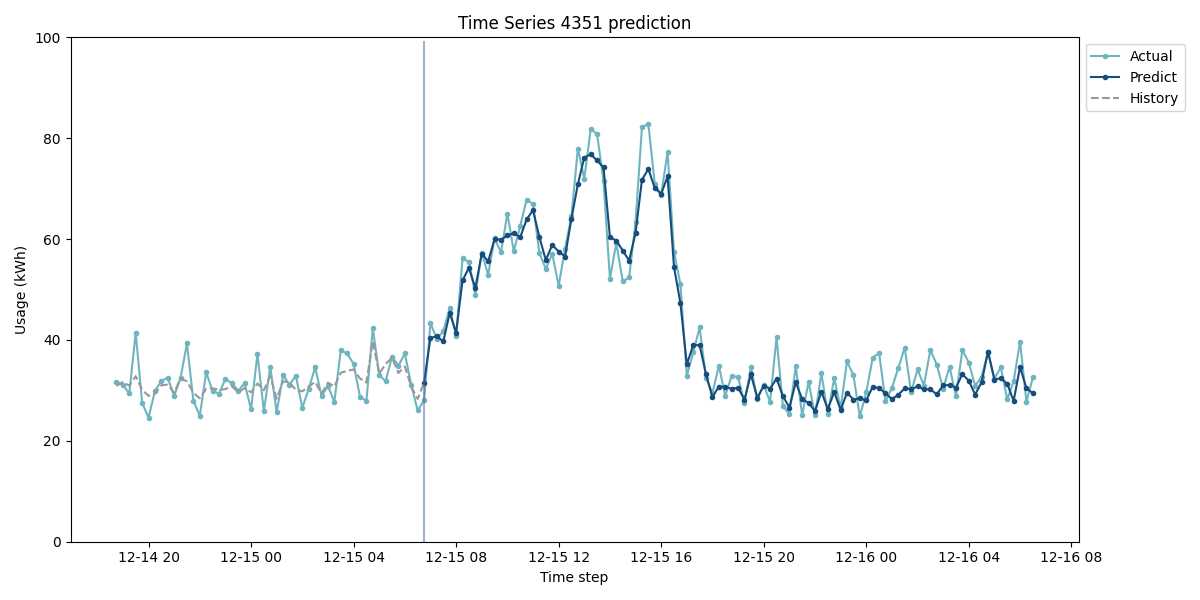 Time Series 4351 prediction
100
80
60
40
20
0
Usage (kWh)
12-14 20
12-15 00
12-15 04
12-15 08
12-15 12
12-15 16
12-15 20
12-16 00
12-16 04
12-16 08
Time step
Actual
Predict
History